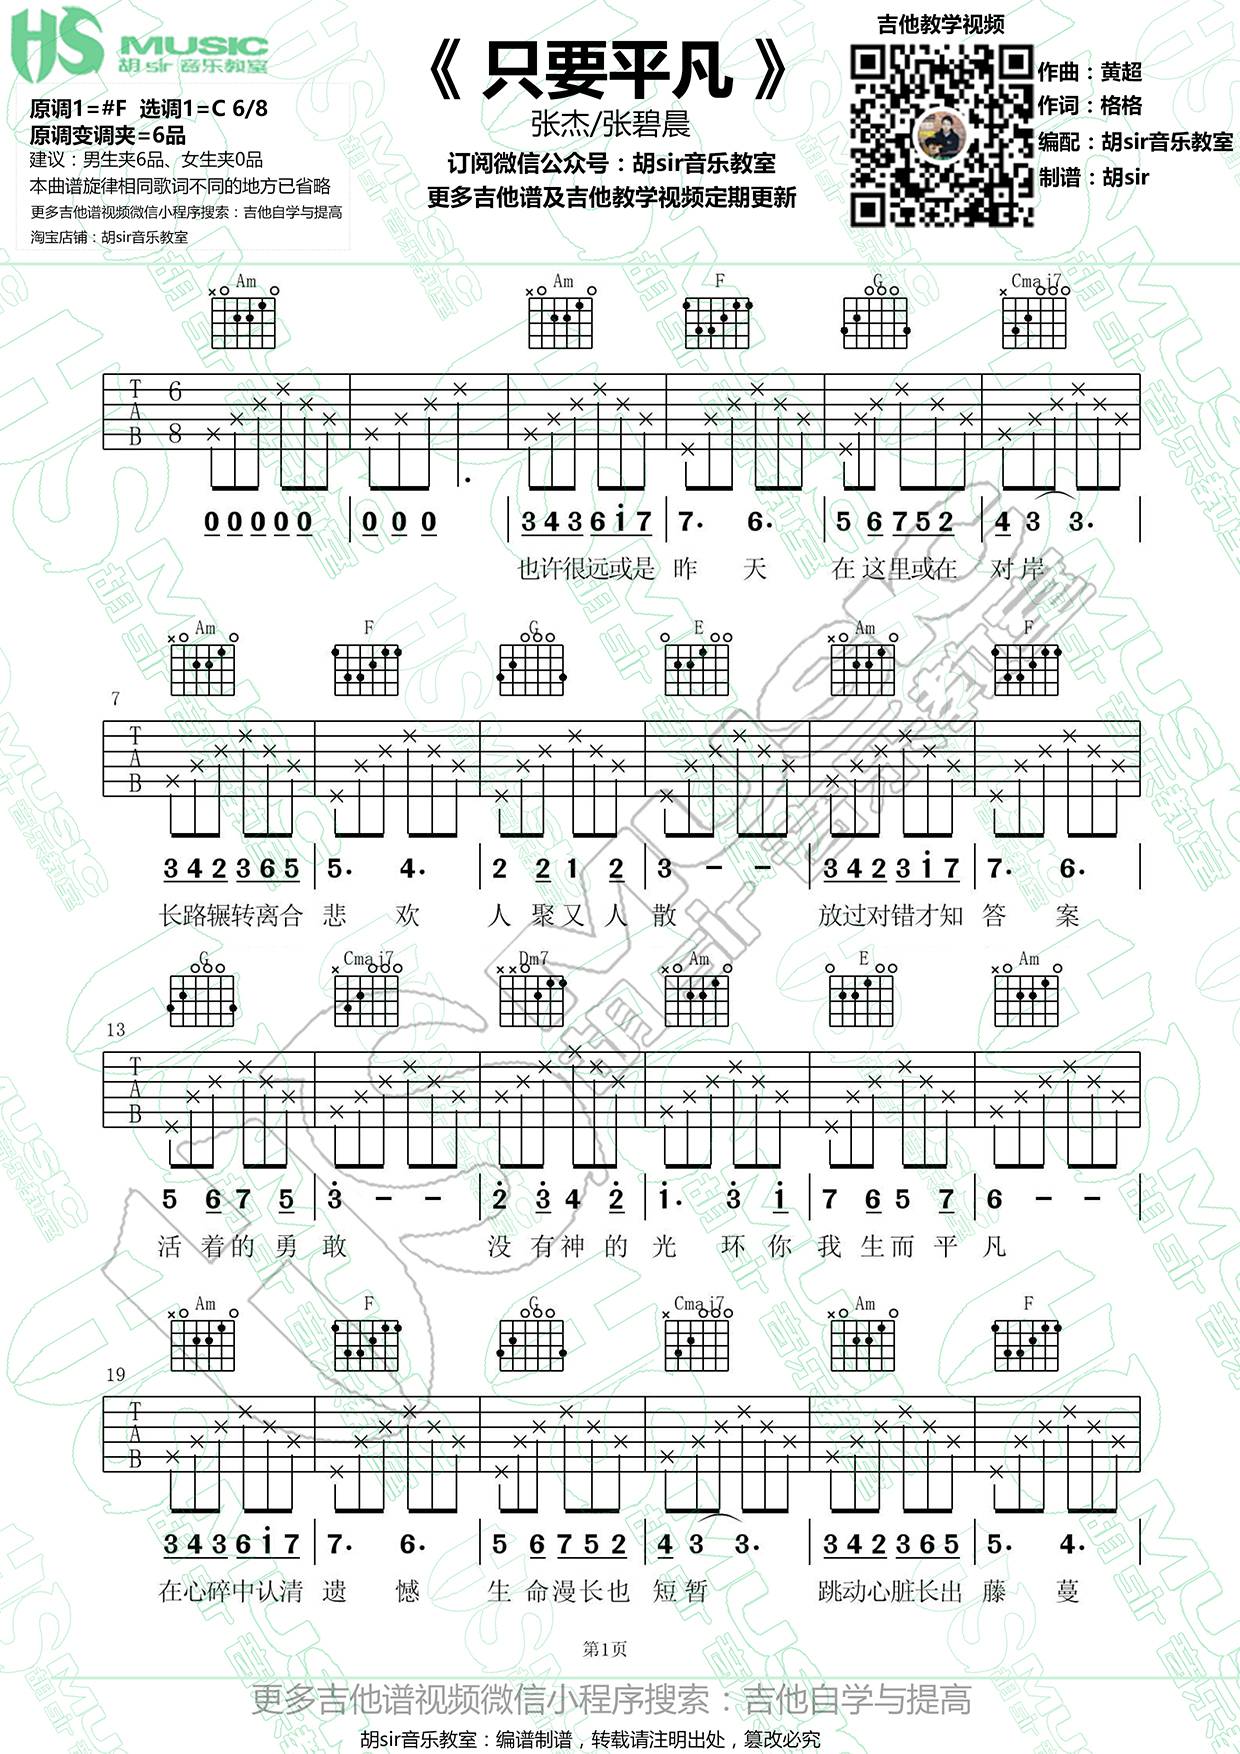 HS MUSIC
胡sir音乐教室
原调1=#F 选调1=C 6/8
原调变调夹=6品
建议：男生夹6品、女生夹0品
本曲谱旋律相同歌词不同的地方已省略
更多吉他谱视频微信小程序搜索：吉他自学与提高
淘宝店铺：胡sir音乐教室
《 只要平凡 》
张杰/张碧晨
订阅微信公众号：胡sir音乐教室
更多吉他谱及吉他教学视频定期更新
吉他教学视频
作曲：黄超
作词：格格
编配：胡sir音乐教室
制谱：胡sir
Am Am F G Cmaj7
T A B 6 8
0 0 0 0 0 0 0 0 3 4 3 6 i 7 7. 6. 5 6 7 5 2 4 3 3.
也许很远或是 昨 天 在 这里或在 对 岸
Am F G E Am F
7
T A B
3 4 2 3 6 5 5. 4. 2 2 1 2 3 - - 3 4 2 3 i 7 7. 6.
长路辗转离合 悲 欢 人 聚又人 散 放过对错才知 答 案
G Cmaj7 Dm7 Am E Am
13
T A B
5 6 7 5 3 - - 2 3 4 2 i. 3 i 7 6 5 7 6 - -
活 着的 勇 敢 没 有神 的 光 环 你 我 生而 平 凡
Am F G Cmaj7 Am F
19
T A B
3 4 3 6 i 7 7. 6. 5 6 7 5 2 4 3 3. 3 4 2 3 6 5 5. 4.
在心碎中认清 遗 憾 生 命漫长也 短 暂 跳动心脏长出 藤 蔓
第1页
更多吉他谱视频微信小程序搜索：吉他自学与提高
胡sir音乐教室：编谱制谱，转载请注明出处，篡改必究